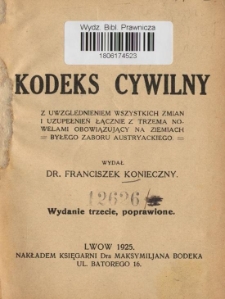 Wydz. Bibl. Prawnicza
1806174523
KODEKS CYWILNY
Z UWZGLĘDNIENIEM WSZYSTKICH ZMIAN
I UZUPEŁNIEŃ ŁĄCZNIE Z TRZEMA NO-
WELAMI OBOWIĄZUJĄCY NA ZIEMIACH
BYŁEGO ZABORU AUSTRYACKIEGO.
WYDAŁ
DR. FRANCISZEK KONIECZNY.
12626
Wydanie trzecie, poprawione.
LWÓW 1925.
NAKŁADEM KSIĘGARNI Dra MAKSYMILJANA BODEKA
UL. BATOREGO 16.